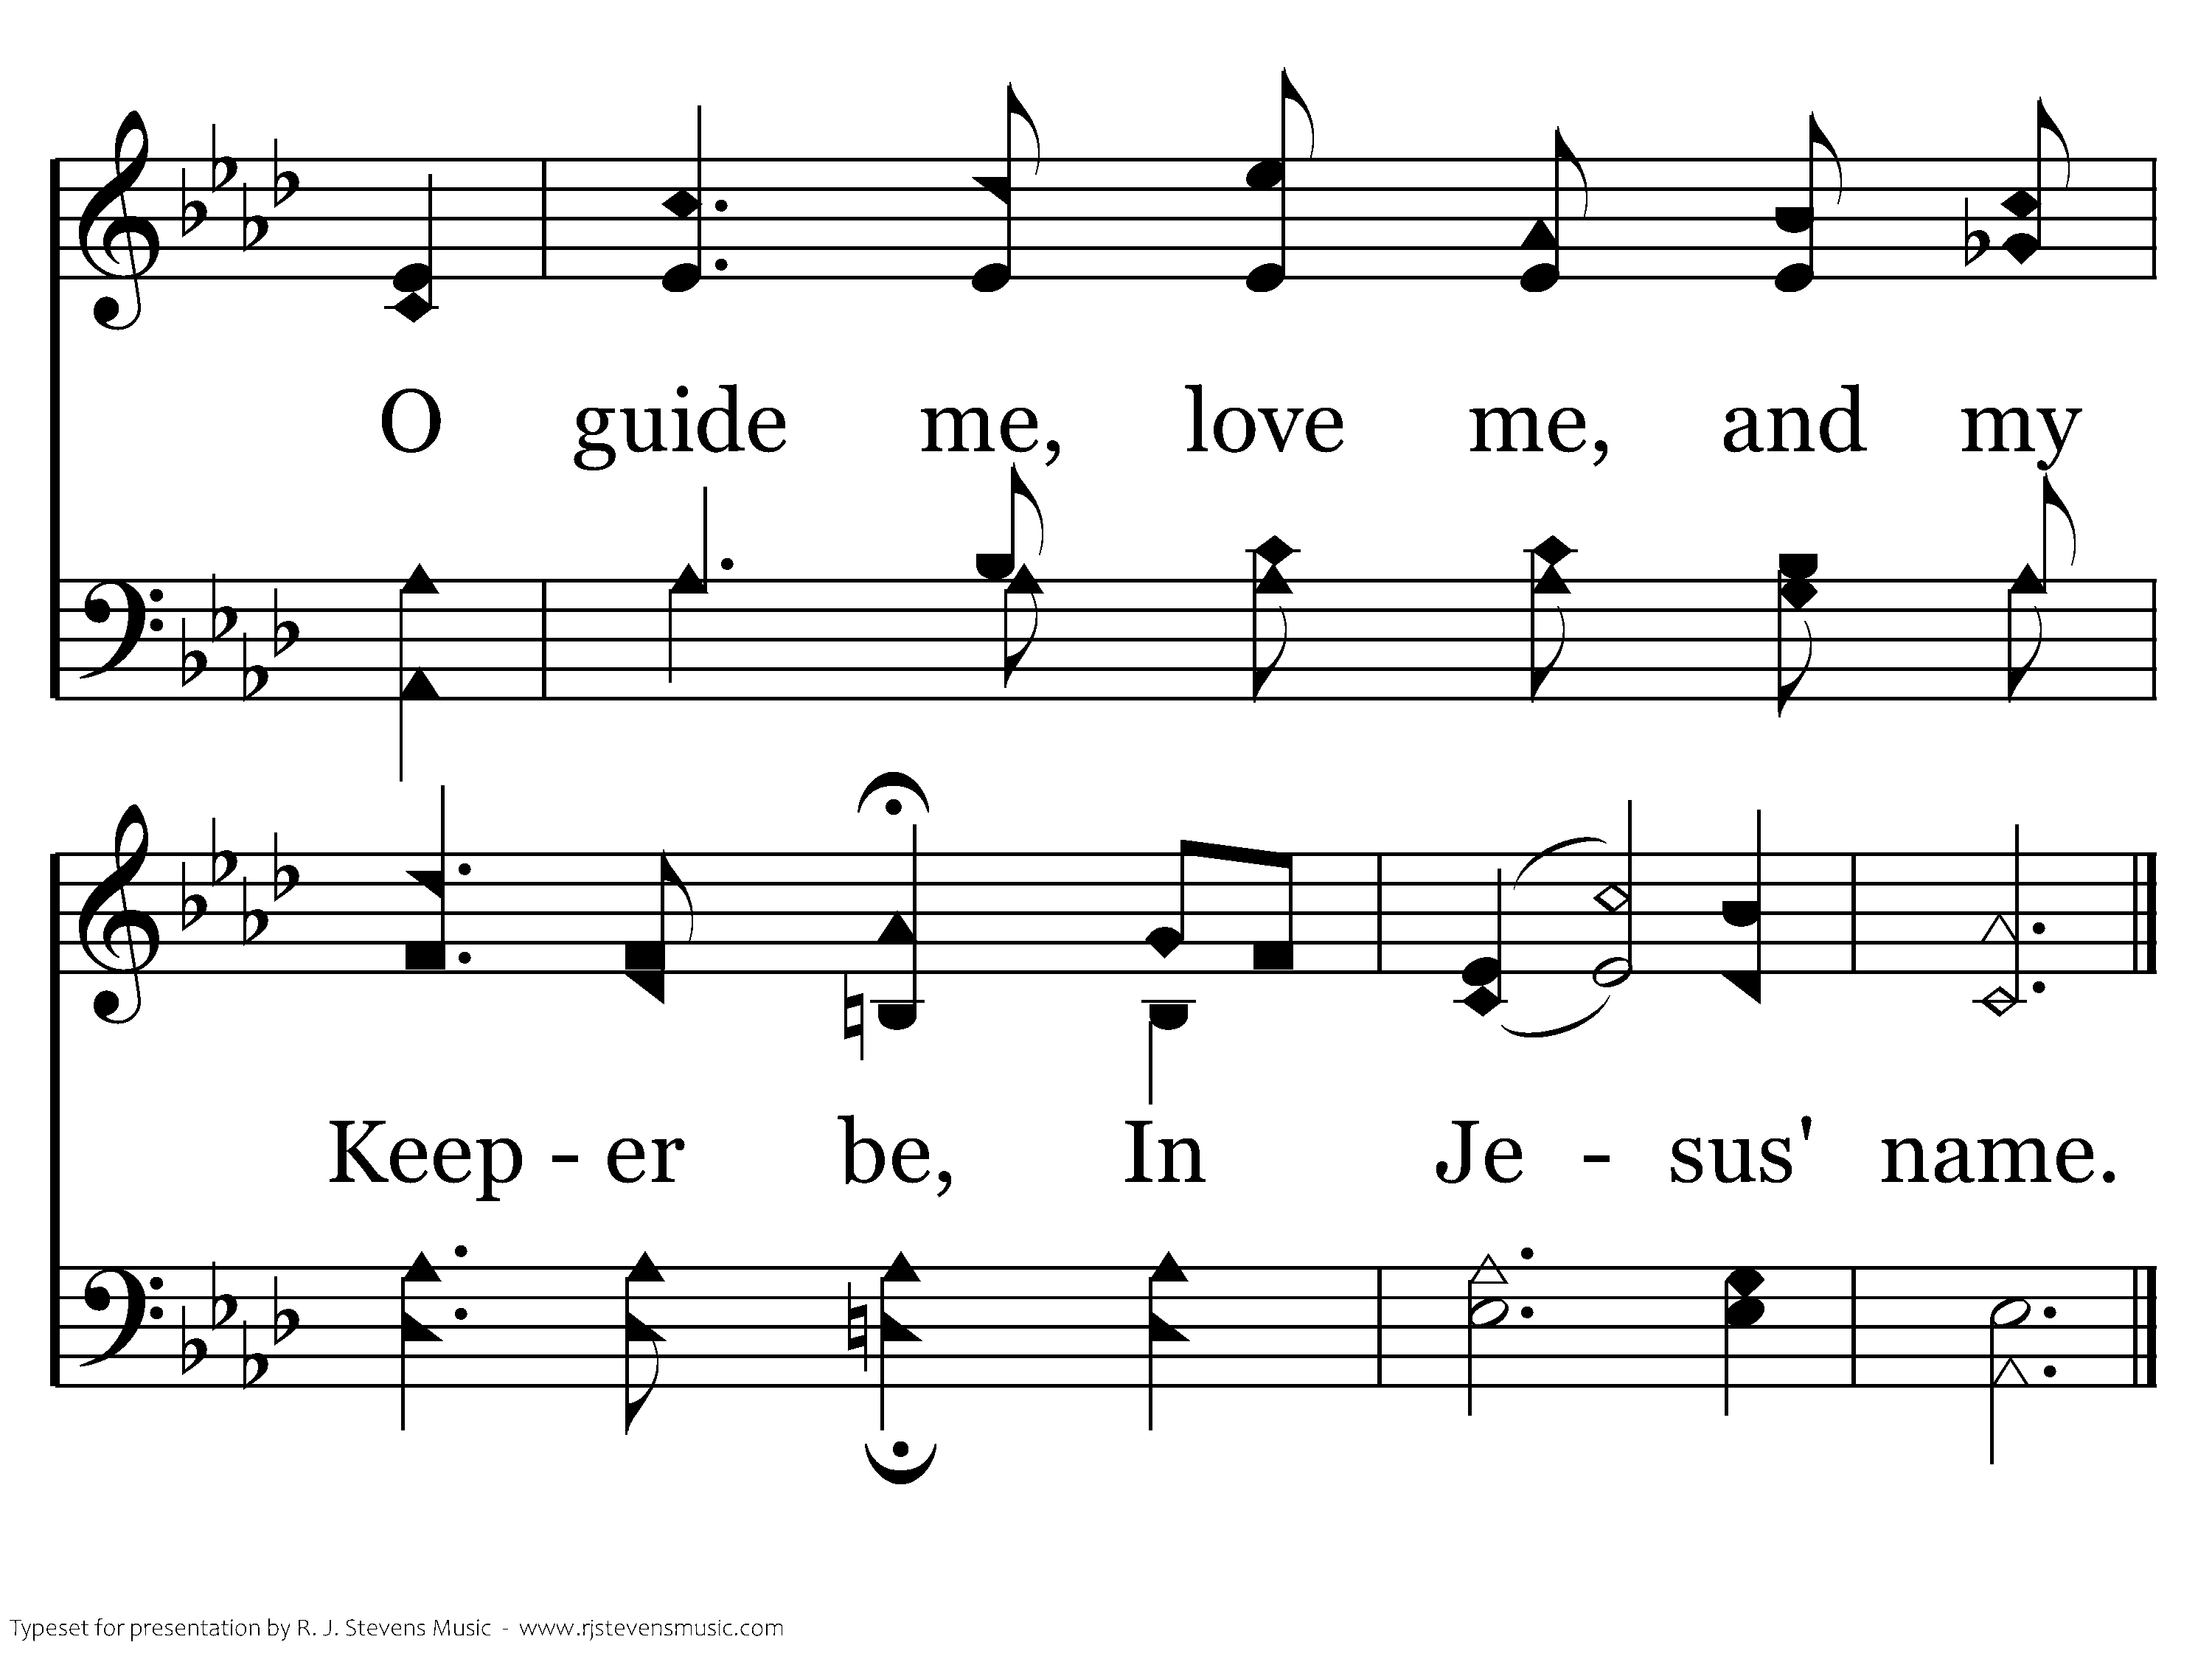 O guide me, love me, and my
Keep - er be, In Je - sus' name.
Typeset for presentation by R. J. Stevens Music - www.rjstevensmusic.com